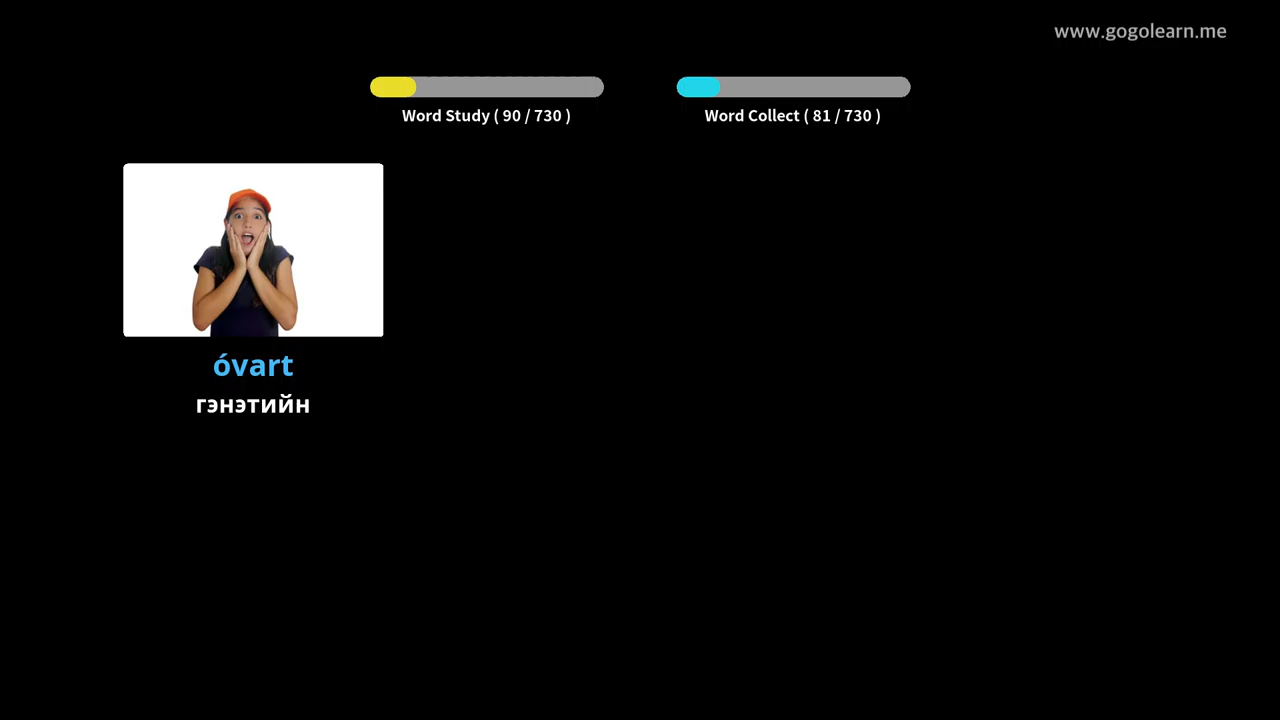 www.gogolearn.me
Word Study ( 90 / 730 )
Word Collect ( 81 / 730 )
óvart
гэнэтийн